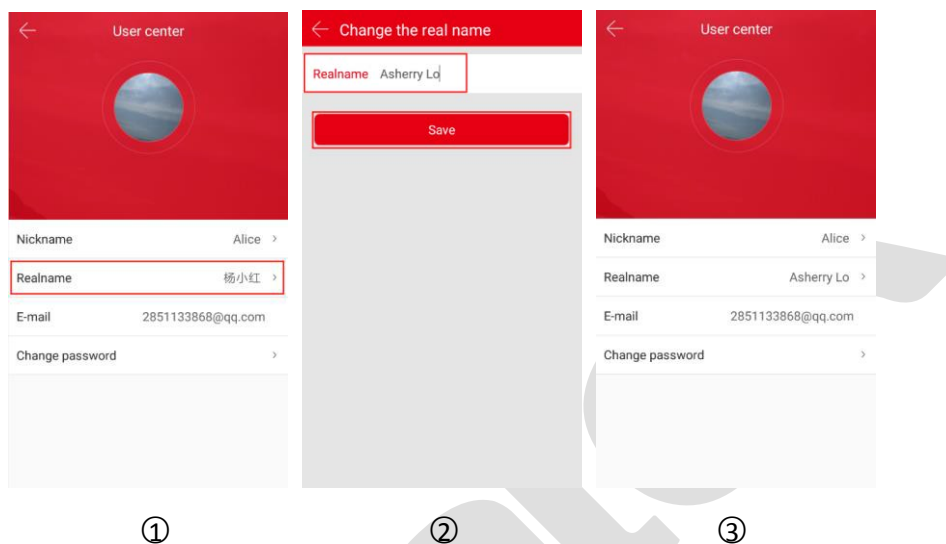 User center
Nickname Alice
Realname 杨小红
E-mail 2851133868@qq.com
Change password
①
Change the real name
Realname Asherry Lo
Save
②
User center
Nickname Alice
Realname Asherry Lo
E-mail 2851133868@qq.com
Change password
③